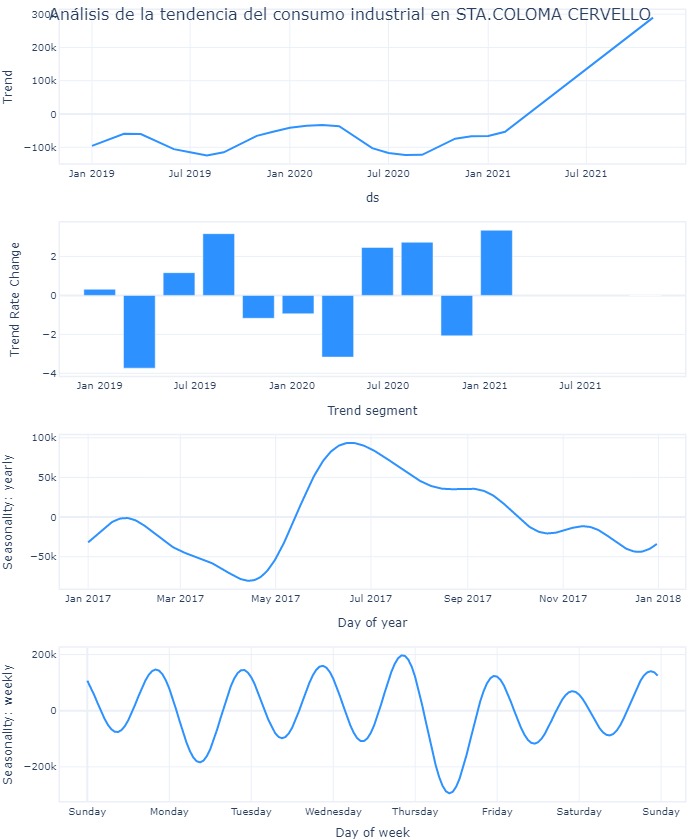 Análisis de la tendencia del consumo industrial en STA.COLOMA CERVELLO
300k
200k
100k
0
−100k
Trend
Jan 2019 Jul 2019 Jan 2020 Jul 2020 Jan 2021 Jul 2021
ds
2
0
−2
−4
Trend Rate Change
Jan 2019 Jul 2019 Jan 2020 Jul 2020 Jan 2021 Jul 2021
Trend segment
100k
50k
0
−50k
Seasonality: yearly
Jan 2017 Mar 2017 May 2017 Jul 2017 Sep 2017 Nov 2017 Jan 2018
Day of year
200k
0
−200k
Seasonality: weekly
Sunday Monday Tuesday Wednesday Thursday Friday Saturday Sunday
Day of week